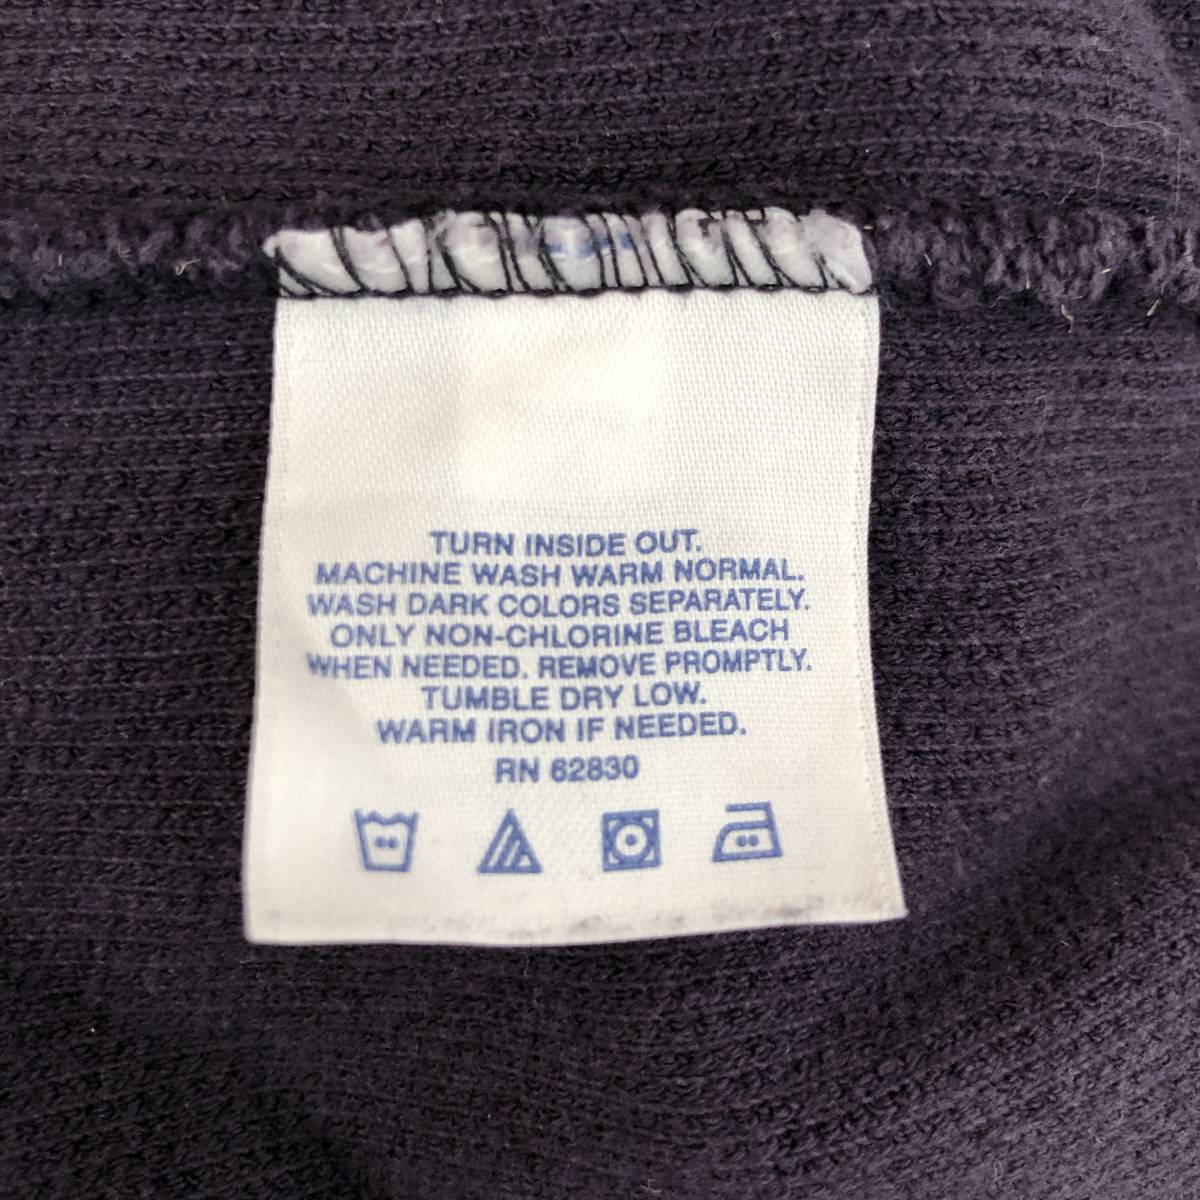 TURN INSIDE OUT.
MACHINE WASH WARM NORMAL.
WASH DARK COLORS SEPARATELY.
ONLY NON-CHLORINE BLEACH
WHEN NEEDED. REMOVE PROMPTLY.
TUMBLE DRY LOW.
WARM IRON IF NEEDED.
RN 62830